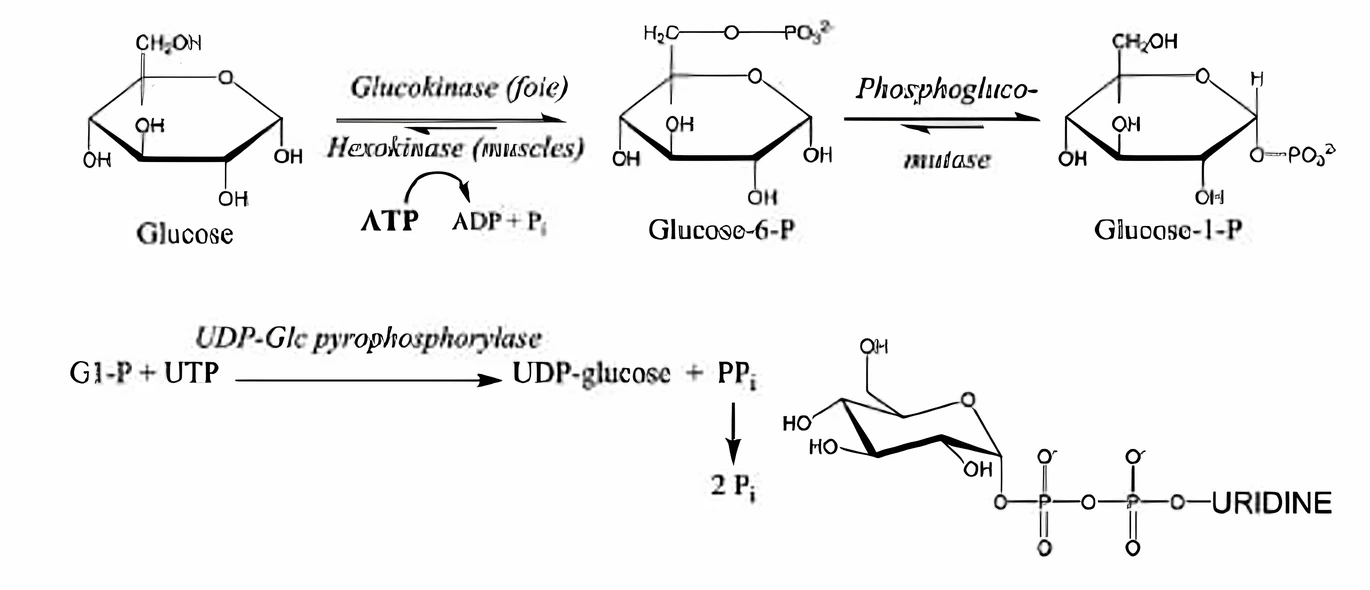 CH₂OH
O
OH
OH
OH
OH
Glucose
Glucokinase (foie)
Hexokinase (muscles)
ATP ADP + Pi
H₂C—O—PO₃²⁻
O
OH
OH
OH
OH
Glucose-6-P
Phosphogluco-
mutase
CH₂OH
O
H
OH
OH
O—PO₃²⁻
OH
Glucose-1-P
UDP-Glc pyrophosphorylase
G1-P + UTP UDP-glucose + PPi
2 Pi
OH
O
HO
HO
OH
O⁻ O⁻
O—P—O—P—O—URIDINE
O O